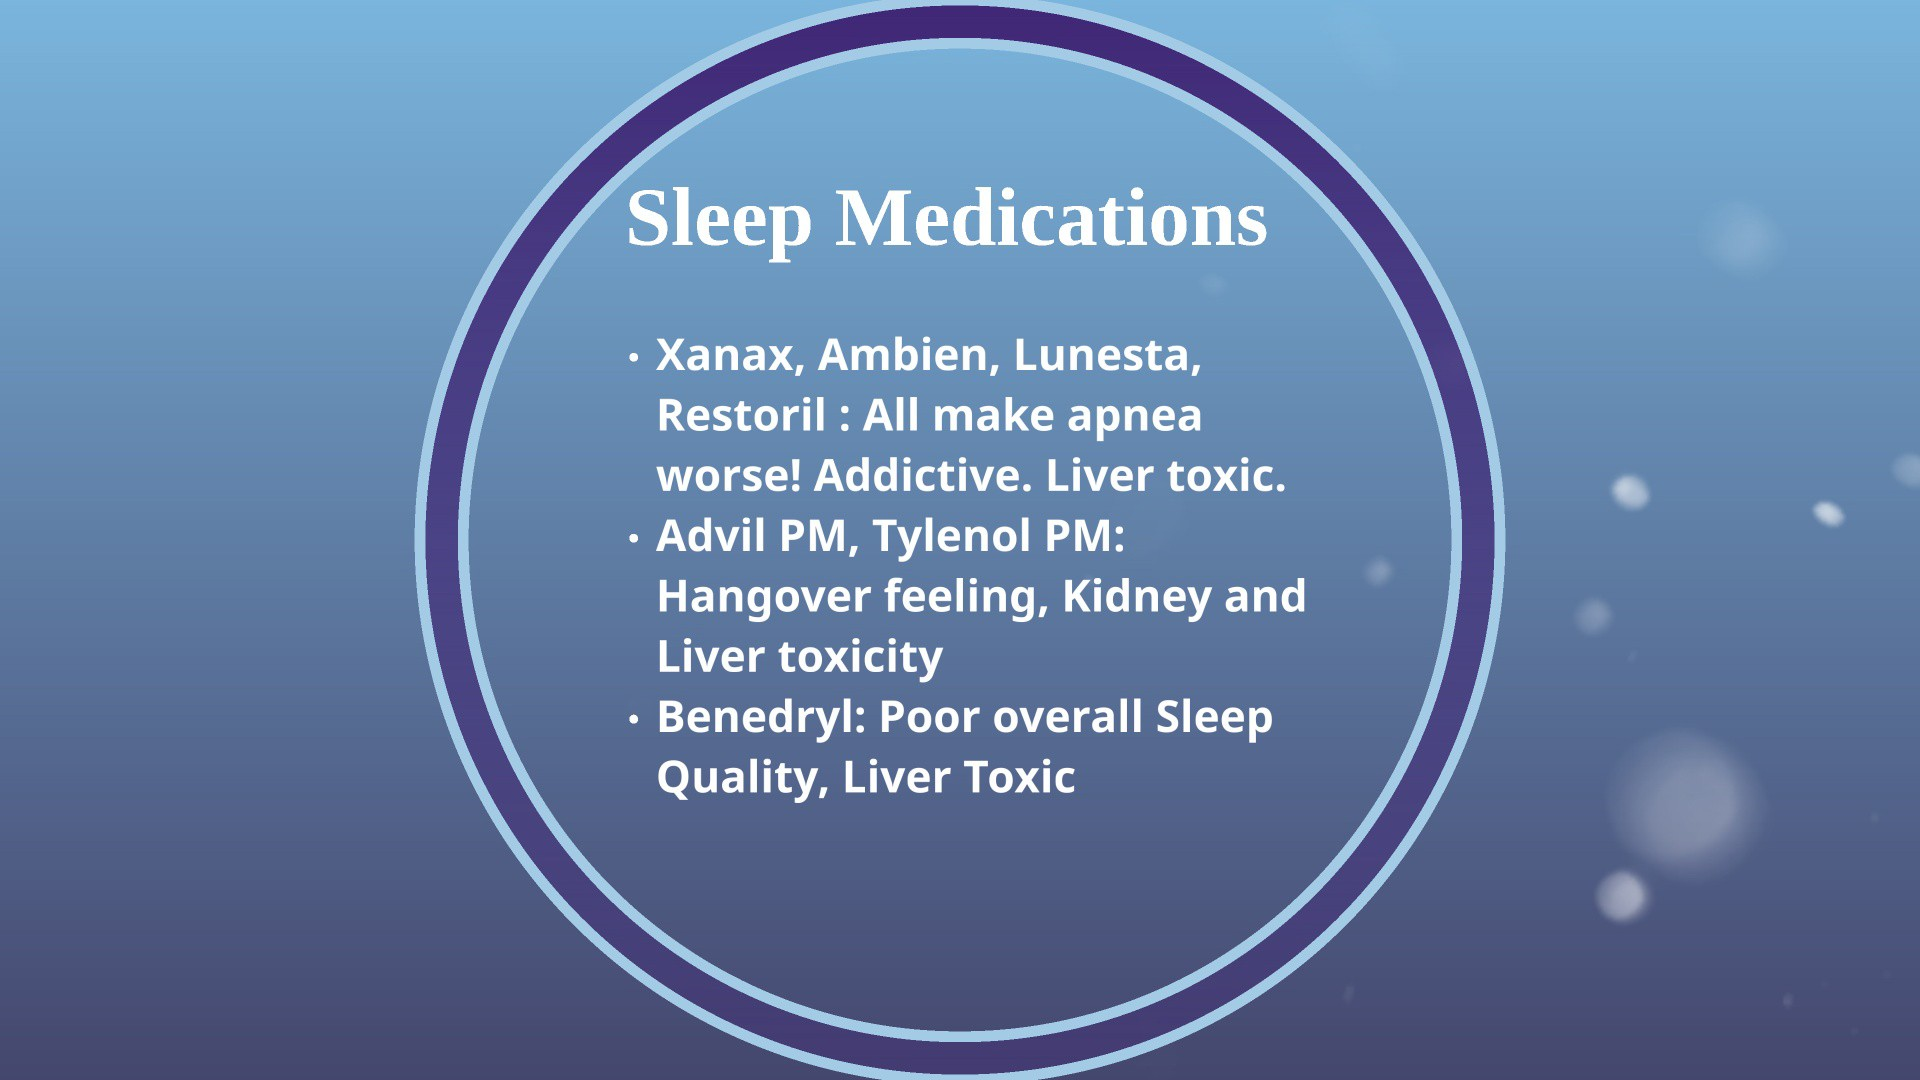 Sleep Medications
• Xanax, Ambien, Lunesta,
Restoril : All make apnea
worse! Addictive. Liver toxic.
• Advil PM, Tylenol PM:
Hangover feeling, Kidney and
Liver toxicity
• Benedryl: Poor overall Sleep
Quality, Liver Toxic